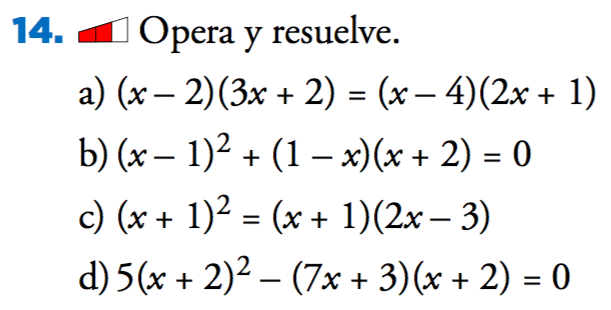 14. Opera y resuelve.
a) (x – 2)(3x + 2) = (x – 4)(2x + 1)
b) (x – 1)² + (1 – x)(x + 2) = 0
c) (x + 1)² = (x + 1)(2x – 3)
d) 5(x + 2)² – (7x + 3)(x + 2) = 0